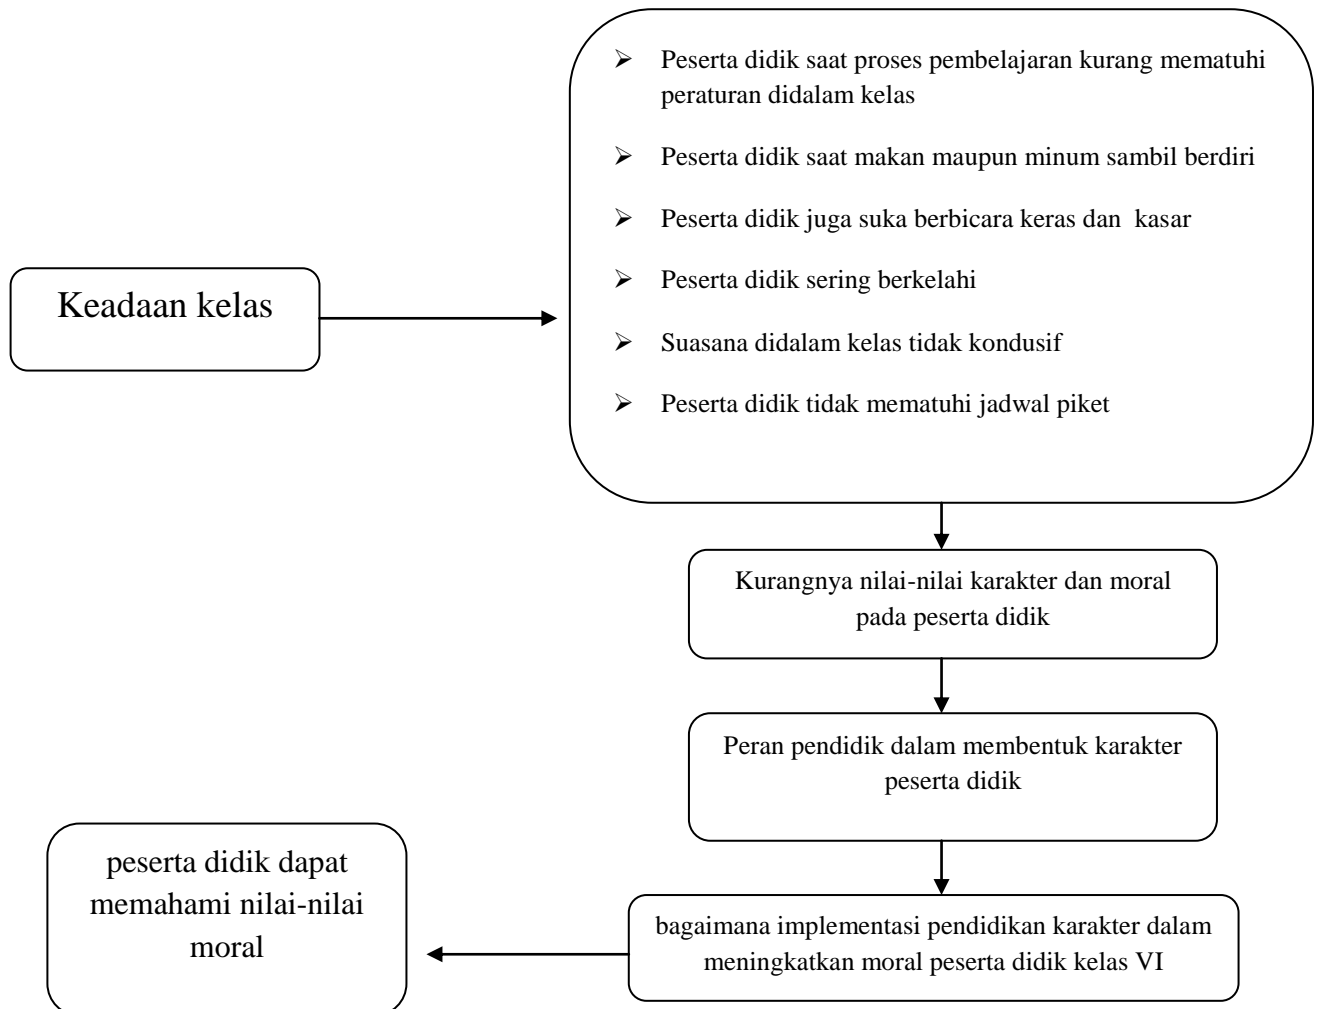 Keadaan kelas
➢ Peserta didik saat proses pembelajaran kurang mematuhi
peraturan didalam kelas
➢ Peserta didik saat makan maupun minum sambil berdiri
➢ Peserta didik juga suka berbicara keras dan  kasar
➢ Peserta didik sering berkelahi
➢ Suasana didalam kelas tidak kondusif
➢ Peserta didik tidak mematuhi jadwal piket
Kurangnya nilai-nilai karakter dan moral
pada peserta didik
Peran pendidik dalam membentuk karakter
peserta didik
bagaimana implementasi pendidikan karakter dalam
meningkatkan moral peserta didik kelas VI
peserta didik dapat
memahami nilai-nilai
moral